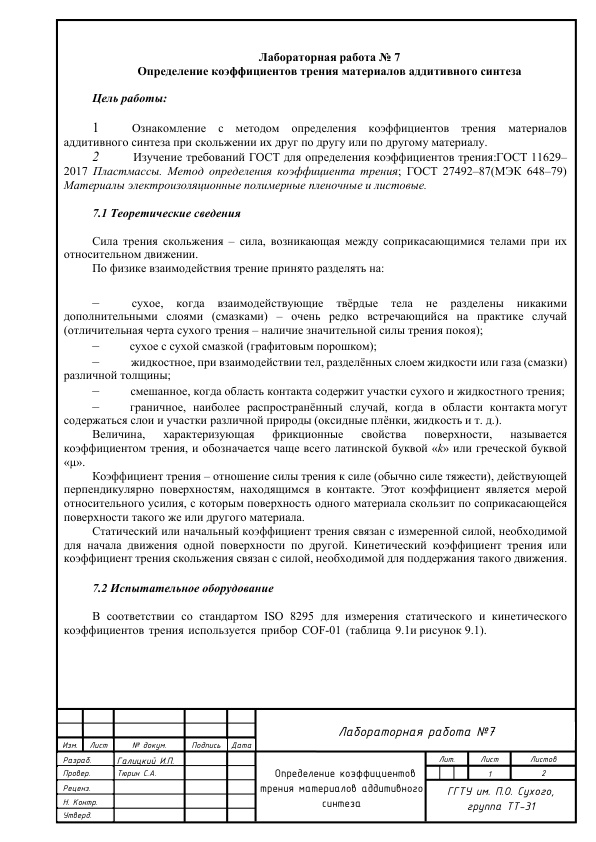 Лабораторная работа № 7
Определение коэффициентов трения материалов аддитивного синтеза
Цель работы:
1 Ознакомление с методом определения коэффициентов трения материалов
аддитивного синтеза при скольжении их друг по другу или по другому материалу.
2 Изучение требований ГОСТ для определения коэффициентов трения:ГОСТ 11629–
2017 Пластмассы. Метод определения коэффициента трения; ГОСТ 27492–87(МЭК 648–79)
Материалы электроизоляционные полимерные пленочные и листовые.
7.1 Теоретические сведения
Сила трения скольжения – сила, возникающая между соприкасающимися телами при их
относительном движении.
По физике взаимодействия трение принято разделять на:
– сухое, когда взаимодействующие твёрдые тела не разделены никакими
дополнительными слоями (смазками) – очень редко встречающийся на практике случай
(отличительная черта сухого трения – наличие значительной силы трения покоя);
– сухое с сухой смазкой (графитовым порошком);
– жидкостное, при взаимодействии тел, разделённых слоем жидкости или газа (смазки)
различной толщины;
– смешанное, когда область контакта содержит участки сухого и жидкостного трения;
– граничное, наиболее распространённый случай, когда в области контакта могут
содержаться слои и участки различной природы (оксидные плёнки, жидкость и т. д.).
Величина, характеризующая фрикционные свойства поверхности, называется
коэффициентом трения, и обозначается чаще всего латинской буквой «k» или греческой буквой
«μ».
Коэффициент трения – отношение силы трения к силе (обычно силе тяжести), действующей
перпендикулярно поверхностям, находящимся в контакте. Этот коэффициент является мерой
относительного усилия, с которым поверхность одного материала скользит по соприкасающейся
поверхности такого же или другого материала.
Статический или начальный коэффициент трения связан с измеренной силой, необходимой
для начала движения одной поверхности по другой. Кинетический коэффициент трения или
коэффициент трения скольжения связан с силой, необходимой для поддержания такого движения.
7.2 Испытательное оборудование
В соответствии со стандартом ISO 8295 для измерения статического и кинетического
коэффициентов трения используется прибор COF-01 (таблица 9.1и рисунок 9.1).
Лабораторная работа №7
Изм. Лист № докум. Подпись Дата
Разраб. Галицкий И.П.
Провер. Тюрин С.А.
Реценз.
Н. Контр.
Утверд.
Определение коэффициентов
трения материалов аддитивного
синтеза
Лит. Лист Листов
1 2
ГГТУ им. П.О. Сухого,
группа ТТ-31